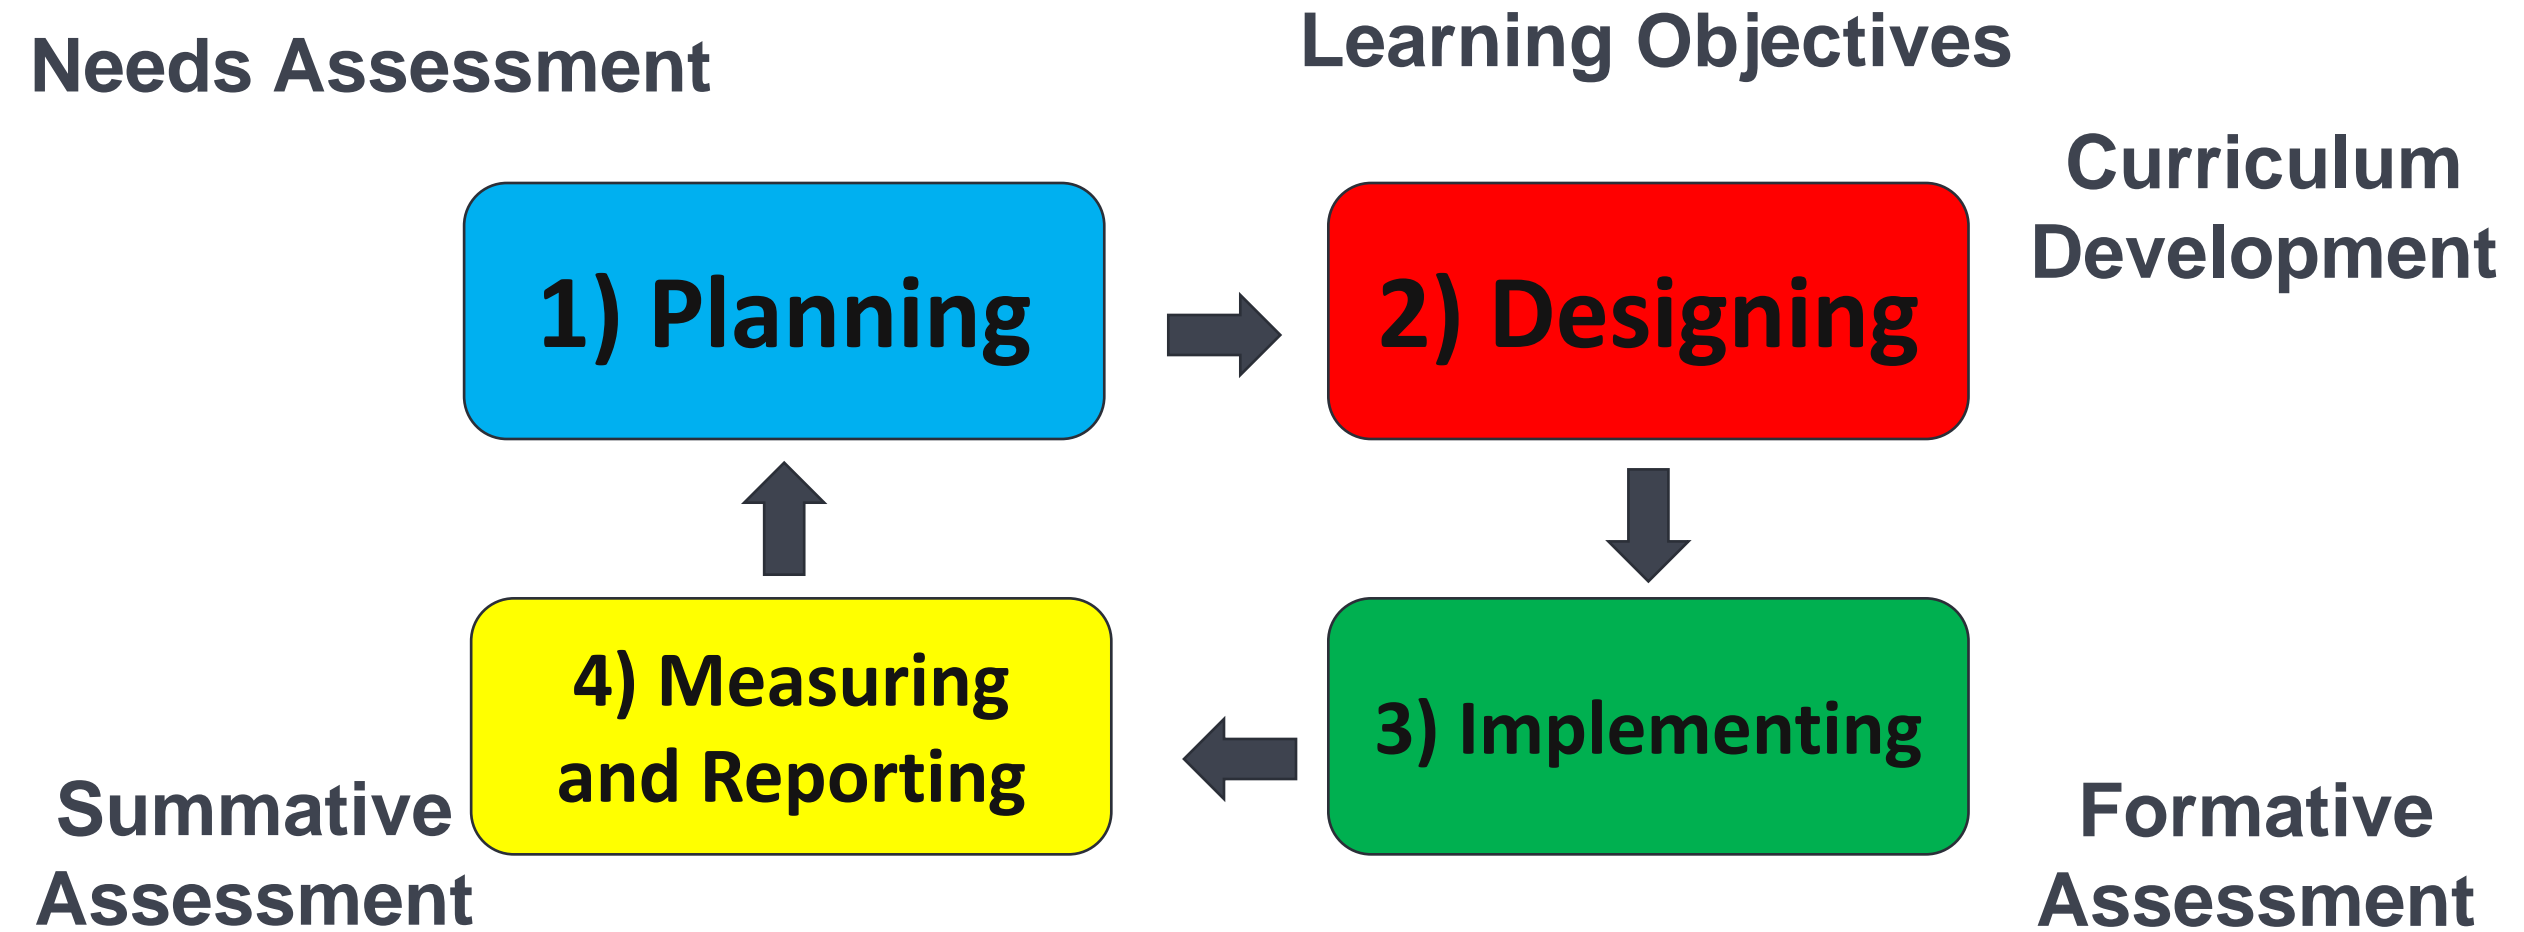 Needs Assessment
Learning Objectives
Curriculum
Development
1) Planning
2) Designing
4) Measuring
and Reporting
3) Implementing
Summative
Assessment
Formative
Assessment